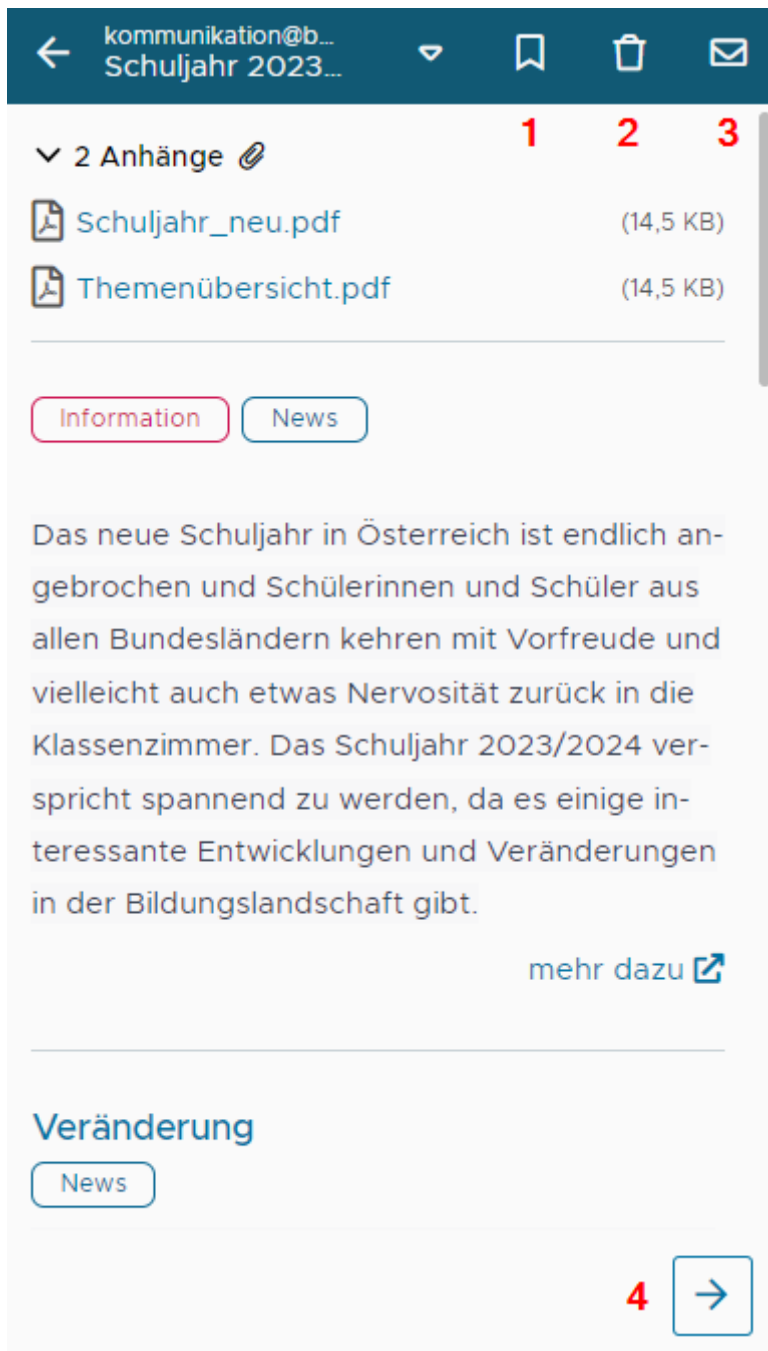 kommunikation@b...
Schuljahr 2023...
1
2
3
2 Anhänge
Schuljahr_neu.pdf (14,5 KB)
Themenübersicht.pdf (14,5 KB)
Information News
Das neue Schuljahr in Österreich ist endlich an-
gebrochen und Schülerinnen und Schüler aus
allen Bundesländern kehren mit Vorfreude und
vielleicht auch etwas Nervosität zurück in die
Klassenzimmer. Das Schuljahr 2023/2024 ver-
spricht spannend zu werden, da es einige in-
teressante Entwicklungen und Veränderungen
in der Bildungslandschaft gibt.
mehr dazu
Veränderung
News
4